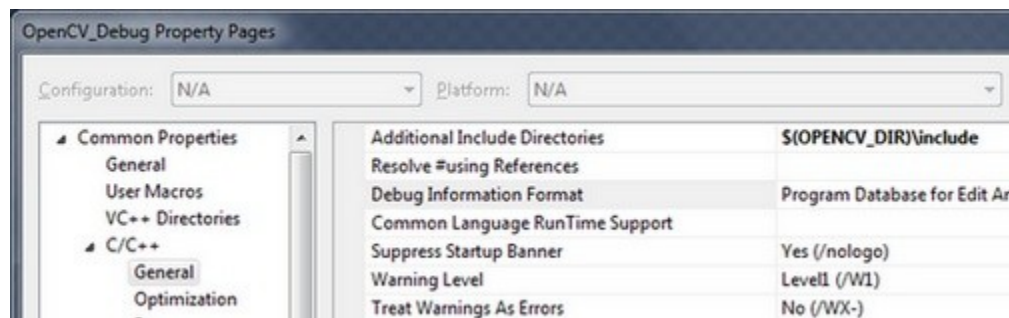 OpenCV_Debug Property Pages
Configuration: N/A Platform: N/A
Common Properties
General
User Macros
VC++ Directories
C/C++
General
Optimization
Additional Include Directories $(OPENCV_DIR)\include
Resolve #using References
Debug Information Format Program Database for Edit
Common Language RunTime Support
Suppress Startup Banner Yes (/nologo)
Warning Level Level1 (/W1)
Treat Warnings As Errors No (/WX-)